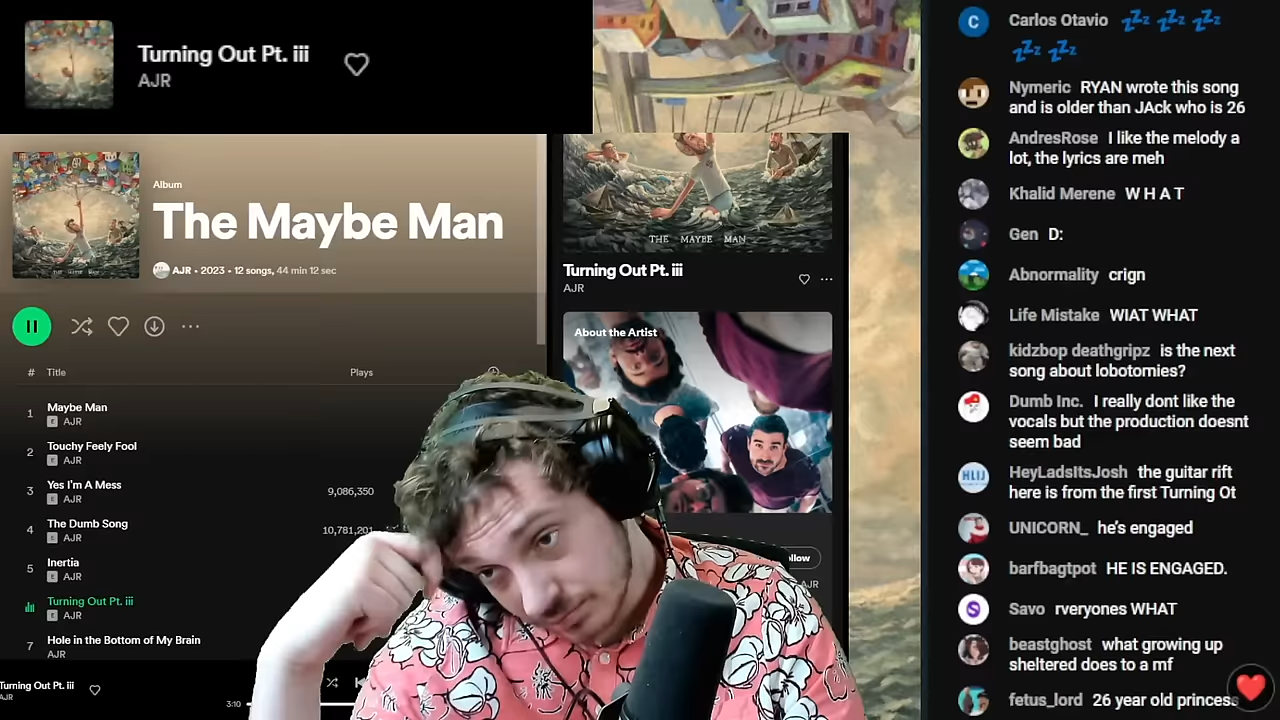 Turning Out Pt. iii
AJR
Album
The Maybe Man
AJR • 2023 • 12 songs, 44 min 12 sec
# Title Plays
1 Maybe Man
E AJR
2 Touchy Feely Fool
E AJR
3 Yes I'm A Mess 9,086,350
E AJR
4 The Dumb Song 10,781,201
E AJR
5 Inertia
E AJR
Turning Out Pt. iii
E AJR
7 Hole in the Bottom of My Brain
AJR
Turning Out Pt. iii
AJR
3:10
THE MAYBE MAN
Turning Out Pt. iii
AJR
About the Artist
llow
AJR
C Carlos Otavio
Nymeric RYAN wrote this song
and is older than JAck who is 26
AndresRose I like the melody a
lot, the lyrics are meh
Khalid Merene W H A T
Gen D:
Abnormality crign
Life Mistake WIAT WHAT
kidzbop deathgripz is the next
song about lobotomies?
Dumb Inc. I really dont like the
vocals but the production doesnt
seem bad
HLIJ HeyLadsItsJosh the guitar rift
here is from the first Turning Ot
UNICORN_ he's engaged
barfbagtpot HE IS ENGAGED.
Savo rveryones WHAT
beastghost what growing up
sheltered does to a mf
fetus_lord 26 year old princess